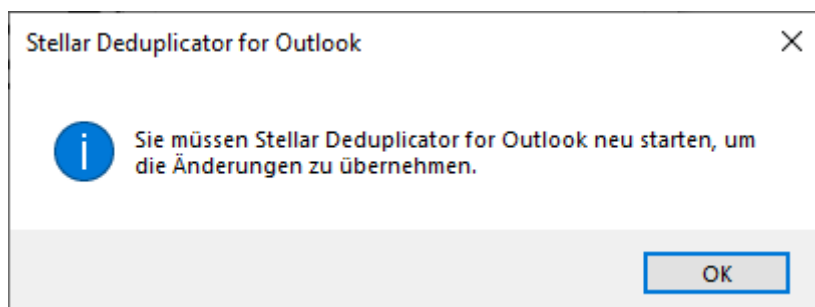 Stellar Deduplicator for Outlook
Sie müssen Stellar Deduplicator for Outlook neu starten, um
die Änderungen zu übernehmen.
OK